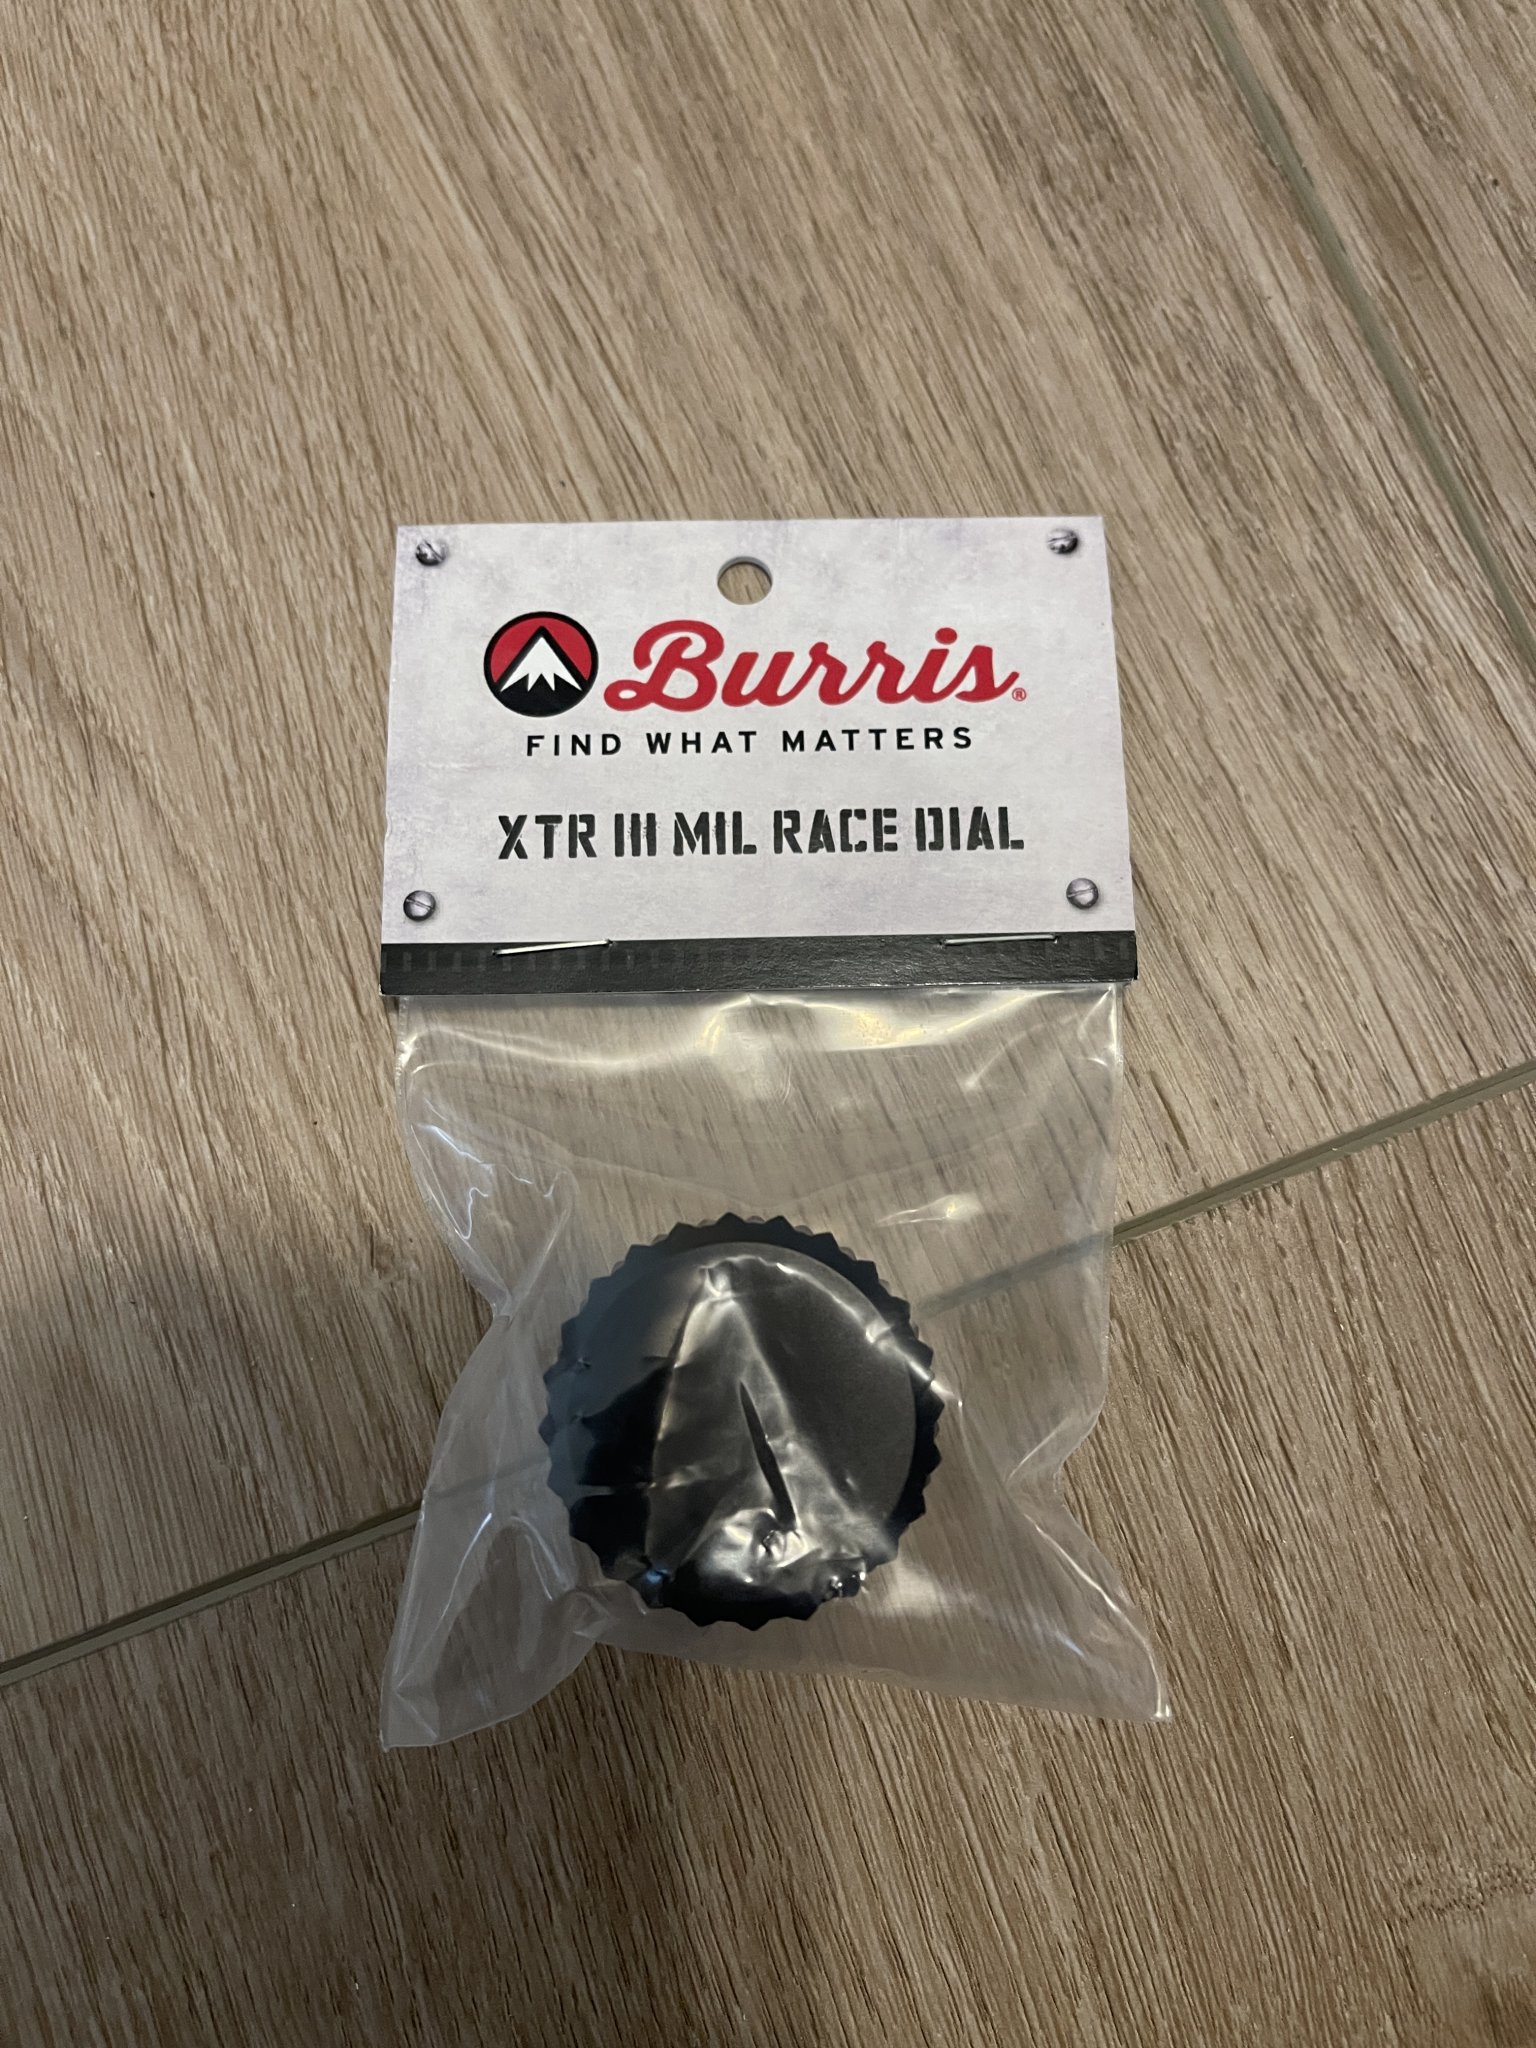 Burris®
FIND WHAT MATTERS
XTR III MIL RACE DIAL